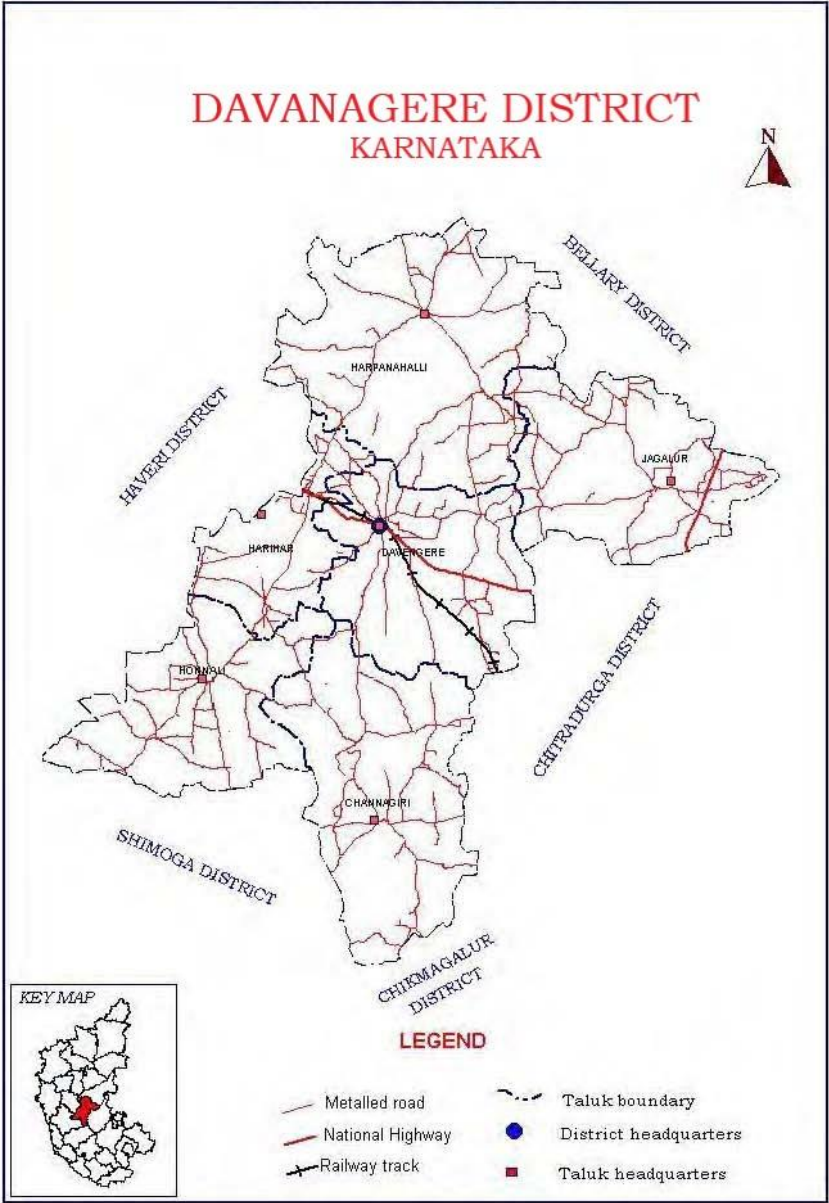 DAVANAGERE DISTRICT
KARNATAKA
N
BELLARY DISTRICT
HARPANAHALLI
HAVERI DISTRICT
JAGALUR
HARIHAR
DAVENGERE
HONNALI
CHITRADURGA DISTRICT
CHANNAGIRI
SHIMOGA DISTRICT
CHIKMAGALUR
DISTRICT
KEY MAP
LEGEND
Metalled road
National Highway
Railway track
Taluk boundary
District headquarters
Taluk headquarters